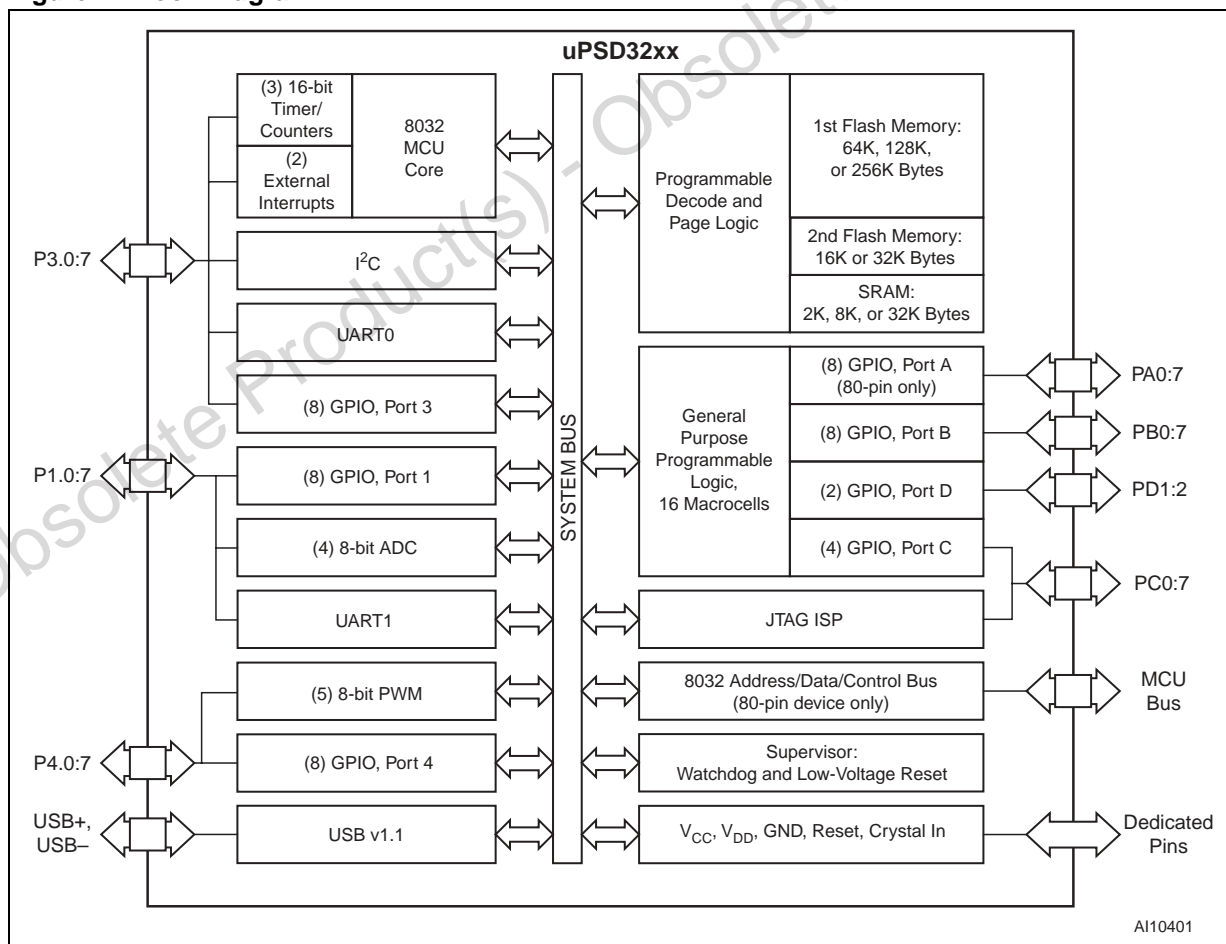 uPSD32xx
(3) 16-bit
Timer/
Counters
(2)
External
Interrupts
8032
MCU
Core
I²C
UART0
(8) GPIO, Port 3
(8) GPIO, Port 1
(4) 8-bit ADC
UART1
(5) 8-bit PWM
(8) GPIO, Port 4
USB v1.1
P3.0:7
P1.0:7
P4.0:7
USB+,
USB–
SYSTEM BUS
Programmable
Decode and
Page Logic
1st Flash Memory:
64K, 128K,
or 256K Bytes
2nd Flash Memory:
16K or 32K Bytes
SRAM:
2K, 8K, or 32K Bytes
General
Purpose
Programmable
Logic,
16 Macrocells
(8) GPIO, Port A
(80-pin only)
(8) GPIO, Port B
(2) GPIO, Port D
(4) GPIO, Port C
JTAG ISP
8032 Address/Data/Control Bus
(80-pin device only)
Supervisor:
Watchdog and Low-Voltage Reset
VCC, VDD, GND, Reset, Crystal In
PA0:7
PB0:7
PD1:2
PC0:7
MCU
Bus
Dedicated
Pins
AI10401
Obsolete Product(s) - Obsolete